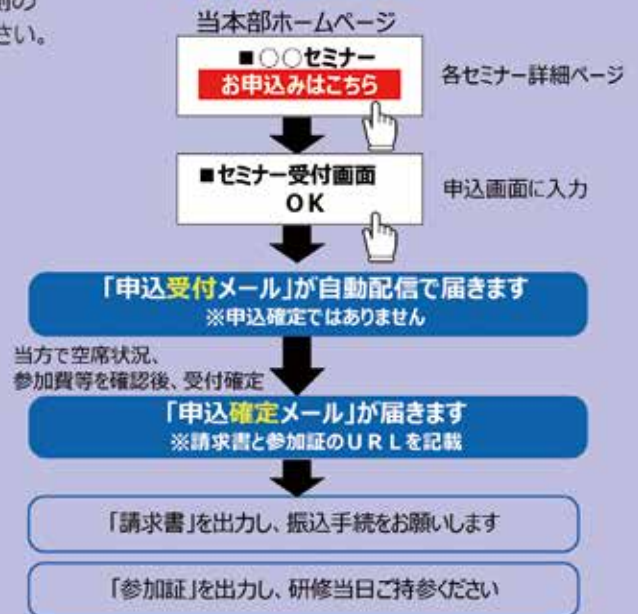 さい。
当本部ホームページ
■○○セミナー
お申込みはこちら
各セミナー詳細ページ
■セミナー受付画面
OK
申込画面に入力
「申込受付メール」が自動配信で届きます
※申込確定ではありません
当方で空席状況、
参加費等を確認後、受付確定
「申込確定メール」が届きます
※請求書と参加証のURLを記載
「請求書」を出力し、振込手続をお願いします
「参加証」を出力し、研修当日ご持参ください